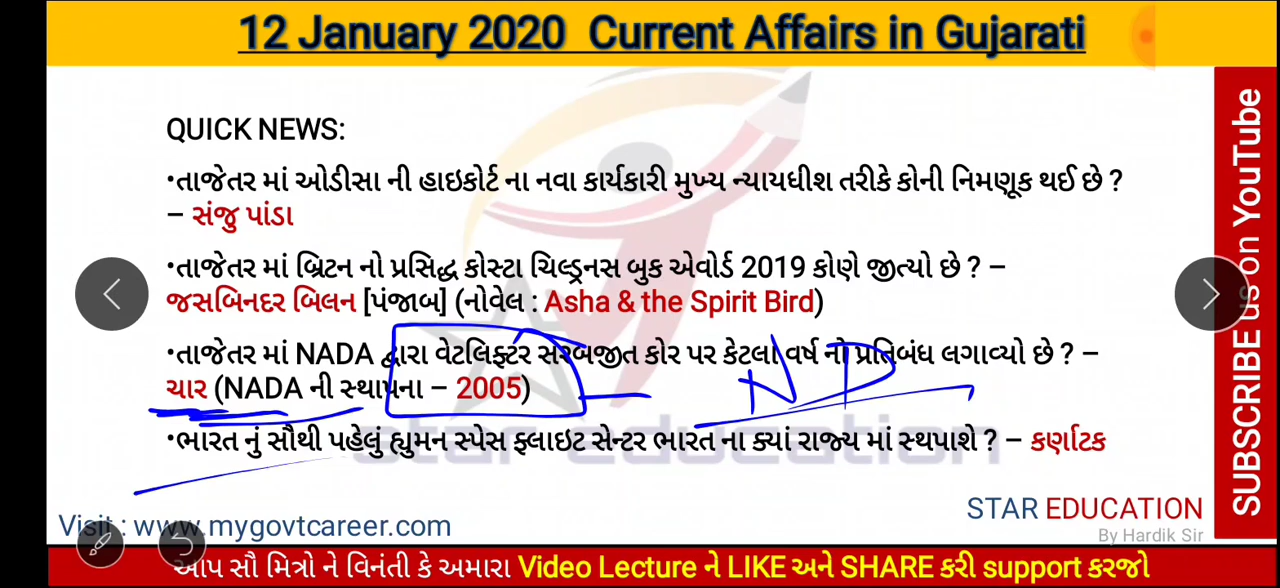 12 January 2020 Current Affairs in Gujarati
QUICK NEWS:
•તાજેતર માં ઓડીસા ની હાઇકોર્ટ ના નવા કાર્યકારી મુખ્ય ન્યાયધીશ તરીકે કોની નિમણૂક થઈ છે ?
– સંજુ પાંડા
•તાજેતર માં બ્રિટન નો પ્રસિદ્ધ કોસ્ટા ચિલ્ડ્રનસ બુક એવોર્ડ 2019 કોણે જીત્યો છે ? –
જસબિનદર બિલન [પંજાબ] (નોવેલ : Asha & the Spirit Bird)
•તાજેતર માં NADA દ્વારા વેટલિફ્ટર સરબજીત કોર પર કેટલા વર્ષ નો પ્રતિબંધ લગાવ્યો છે ? –
ચાર (NADA ની સ્થાપના – 2005)
ND
•ભારત નું સૌથી પહેલું હ્યુમન સ્પેસ ફ્લાઇટ સેન્ટર ભારત ના ક્યાં રાજ્ય માં સ્થપાશે ? – કર્ણાટક
star education
STAR EDUCATION
Visit : www.mygovtcareer.com
By Hardik Sir
આપ સૌ મિત્રો ને વિનંતી કે અમારા Video Lecture ને LIKE અને SHARE કરી support કરજો
SUBSCRIBE us on YouTube